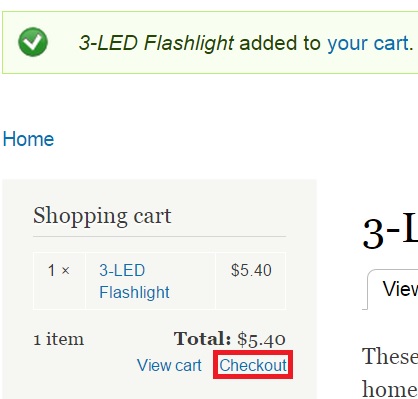 3-LED Flashlight added to your cart.
Home
Shopping cart
1 × 3-LED Flashlight $5.40
1 item Total: $5.40
View cart Checkout
3-L
View
These
home